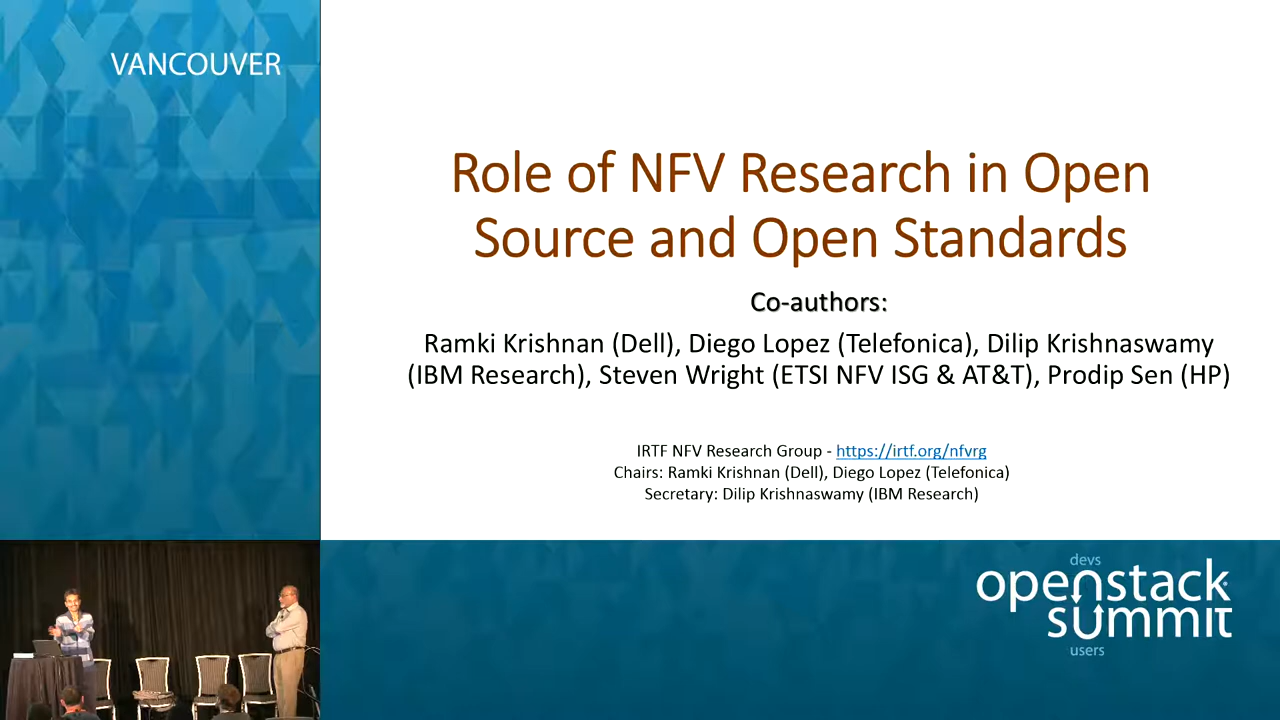 VANCOUVER
Role of NFV Research in Open
Source and Open Standards
Co-authors:
Ramki Krishnan (Dell), Diego Lopez (Telefonica), Dilip Krishnaswamy
(IBM Research), Steven Wright (ETSI NFV ISG & AT&T), Prodip Sen (HP)
IRTF NFV Research Group - https://irtf.org/nfvrg
Chairs: Ramki Krishnan (Dell), Diego Lopez (Telefonica)
Secretary: Dilip Krishnaswamy (IBM Research)
devs
openstack
summit
users